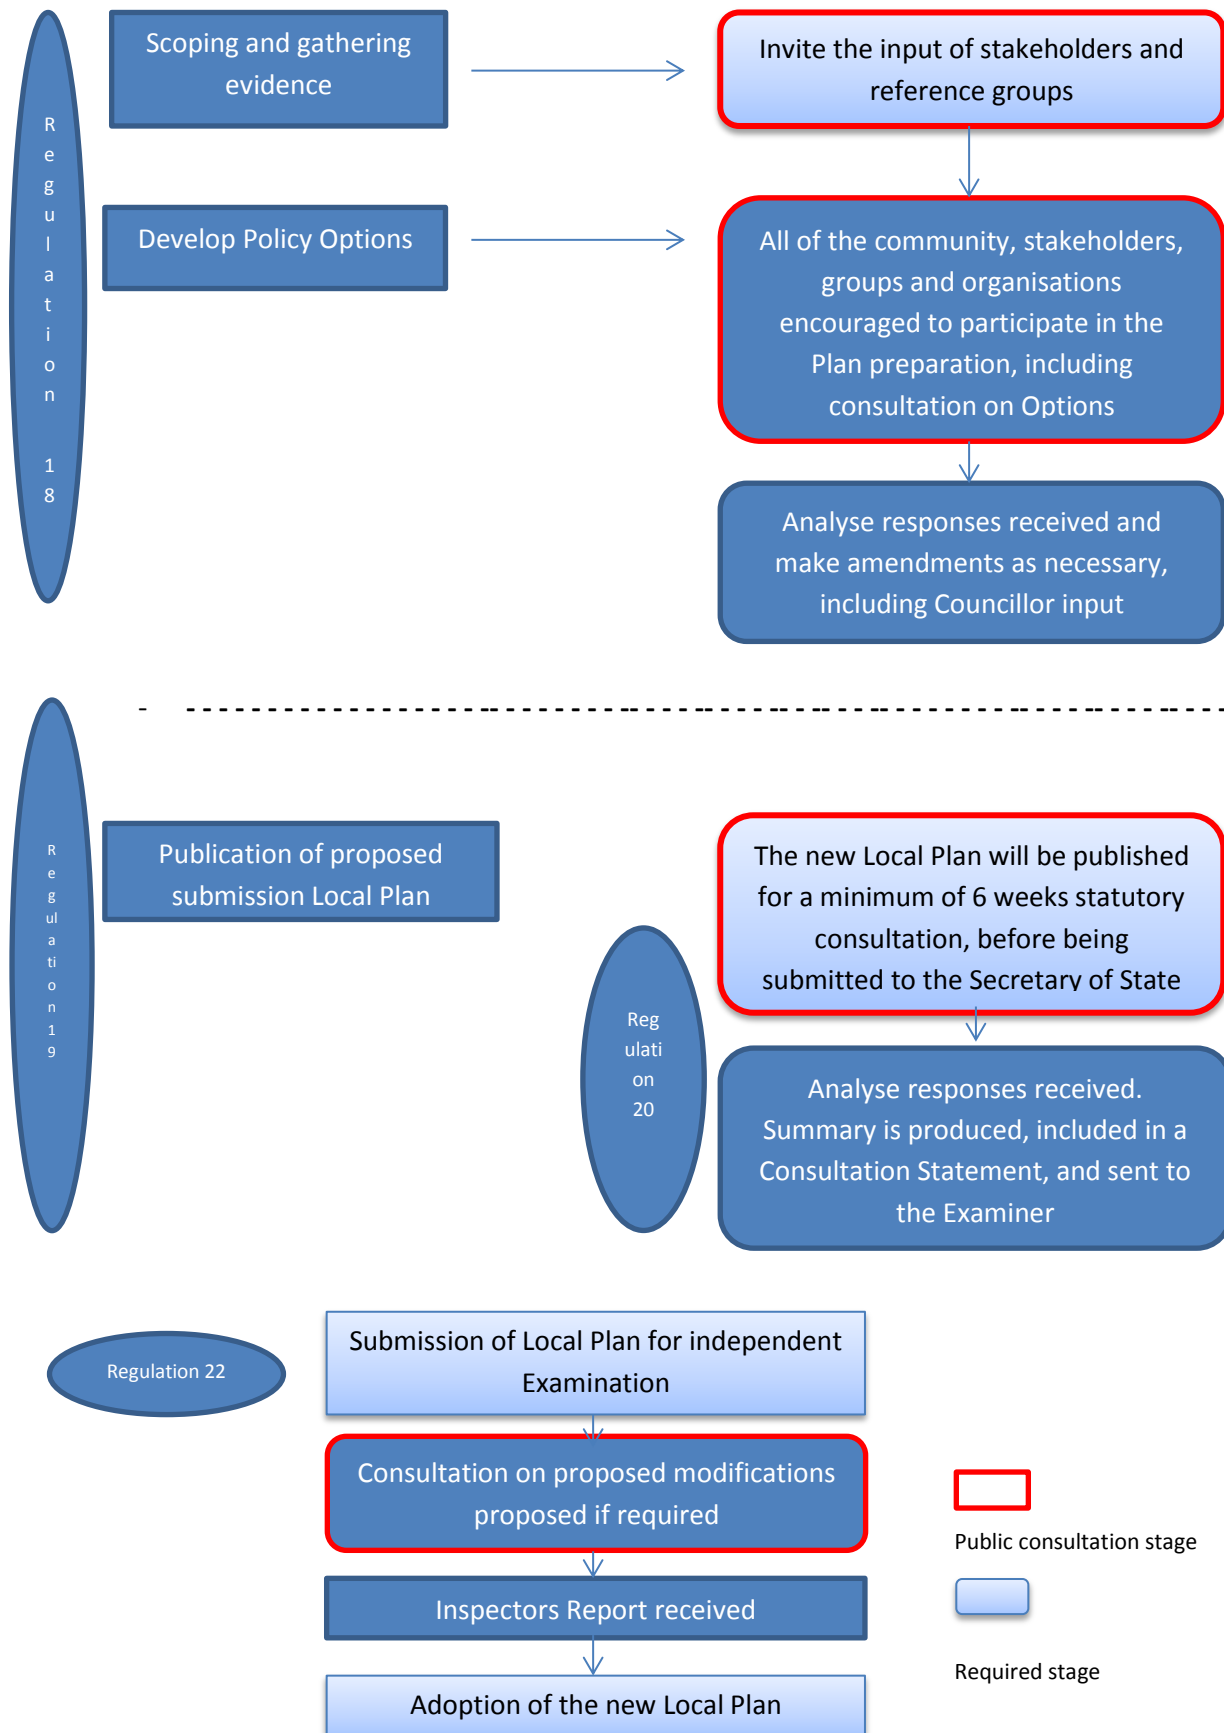 Scoping and gathering
evidence
Invite the input of stakeholders and
reference groups
R
e
g
u
l
a
t
i
o
n
1
8
Develop Policy Options
All of the community, stakeholders,
groups and organisations
encouraged to participate in the
Plan preparation, including
consultation on Options
Analyse responses received and
make amendments as necessary,
including Councillor input
R
e
g
ul
a
ti
o
n
1
9
Publication of proposed
submission Local Plan
The new Local Plan will be published
for a minimum of 6 weeks statutory
consultation, before being
submitted to the Secretary of State
Reg
ulati
on
20
Analyse responses received.
Summary is produced, included in a
Consultation Statement, and sent to
the Examiner
Regulation 22
Submission of Local Plan for independent
Examination
Consultation on proposed modifications
proposed if required
Inspectors Report received
Adoption of the new Local Plan
Public consultation stage
Required stage